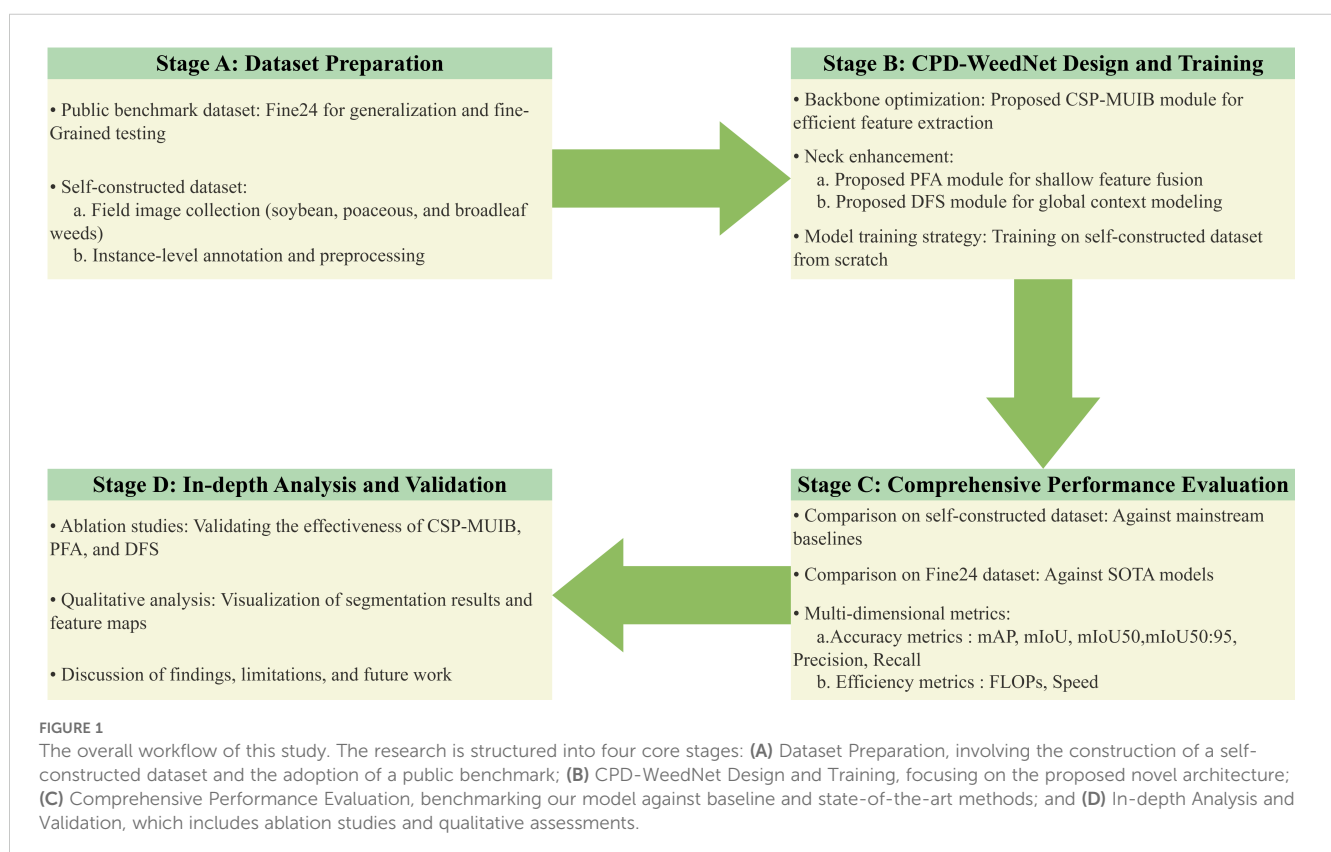 Stage A: Dataset Preparation
• Public benchmark dataset: Fine24 for generalization and fine-
Grained testing
• Self-constructed dataset:
a. Field image collection (soybean, poaceous, and broadleaf
weeds)
b. Instance-level annotation and preprocessing
Stage B: CPD-WeedNet Design and Training
• Backbone optimization: Proposed CSP-MUIB module for
efficient feature extraction
• Neck enhancement:
a. Proposed PFA module for shallow feature fusion
b. Proposed DFS module for global context modeling
• Model training strategy: Training on self-constructed dataset
from scratch
Stage C: Comprehensive Performance Evaluation
• Comparison on self-constructed dataset: Against mainstream
baselines
• Comparison on Fine24 dataset: Against SOTA models
• Multi-dimensional metrics:
a.Accuracy metrics : mAP, mIoU, mIoU50,mIoU50:95,
Precision, Recall
b. Efficiency metrics : FLOPs, Speed
Stage D: In-depth Analysis and Validation
• Ablation studies: Validating the effectiveness of CSP-MUIB,
PFA, and DFS
• Qualitative analysis: Visualization of segmentation results and
feature maps
• Discussion of findings, limitations, and future work
FIGURE 1
The overall workflow of this study. The research is structured into four core stages: (A) Dataset Preparation, involving the construction of a self-
constructed dataset and the adoption of a public benchmark; (B) CPD-WeedNet Design and Training, focusing on the proposed novel architecture;
(C) Comprehensive Performance Evaluation, benchmarking our model against baseline and state-of-the-art methods; and (D) In-depth Analysis and
Validation, which includes ablation studies and qualitative assessments.